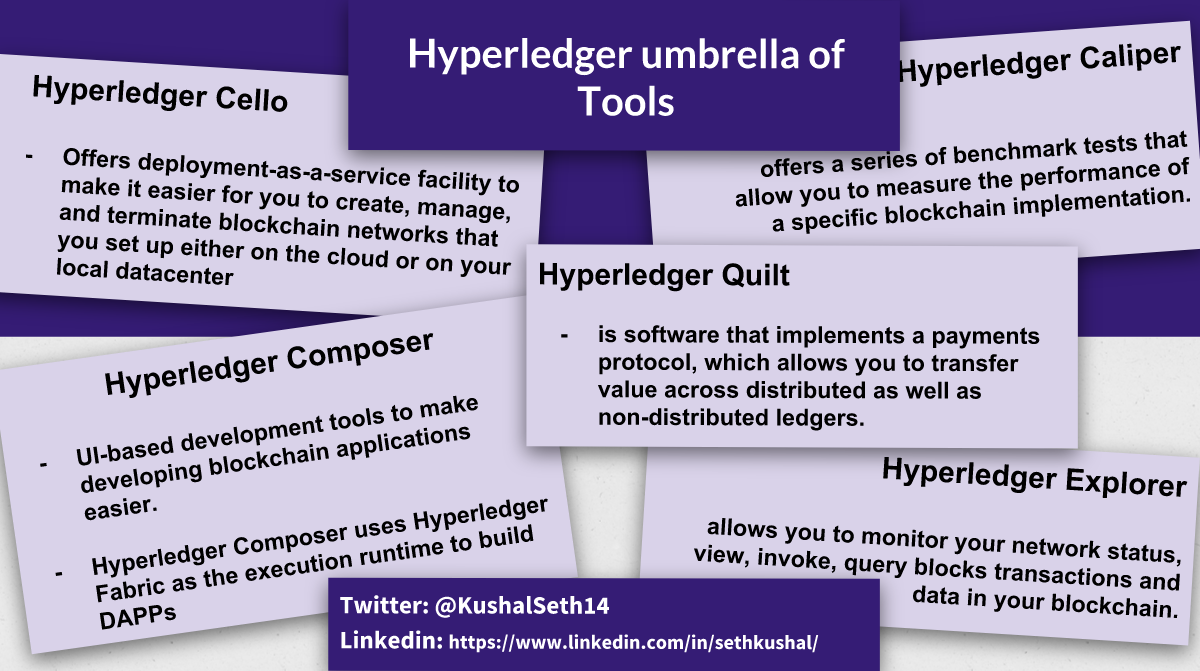 Hyperledger umbrella of
Tools
Hyperledger Cello
- Offers deployment-as-a-service facility to
make it easier for you to create, manage,
and terminate blockchain networks that
you set up either on the cloud or on your
local datacenter
Hyperledger Caliper
offers a series of benchmark tests that
allow you to measure the performance of
a specific blockchain implementation.
Hyperledger Quilt
- is software that implements a payments
protocol, which allows you to transfer
value across distributed as well as
non-distributed ledgers.
Hyperledger Composer
- UI-based development tools to make
developing blockchain applications
easier.
- Hyperledger Composer uses Hyperledger
Fabric as the execution runtime to build
DAPPs
Hyperledger Explorer
allows you to monitor your network status,
view, invoke, query blocks transactions and
data in your blockchain.
Twitter: @KushalSeth14
Linkedin: https://www.linkedin.com/in/sethkushal/